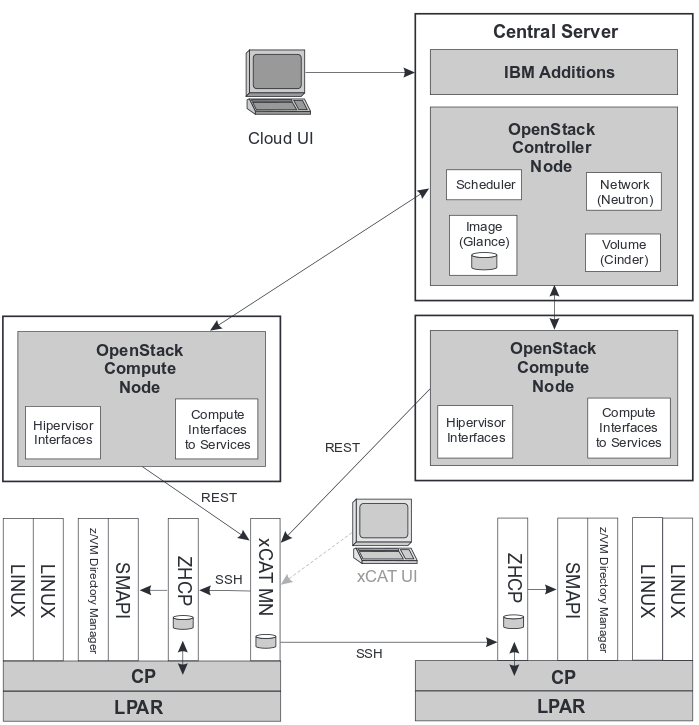 Central Server
IBM Additions
Cloud UI
OpenStack
Controller
Node
Scheduler
Network
(Neutron)
Image
(Glance)
Volume
(Cinder)
OpenStack
Compute
Node
Hipervisor
Interfaces
Compute
Interfaces
to Services
OpenStack
Compute
Node
Hipervisor
Interfaces
Compute
Interfaces
to Services
REST
REST
xCAT UI
LINUX
LINUX
z/VM Directory Manager
SMAPI
ZHCP
SSH
xCAT MN
SSH
ZHCP
SMAPI
z/VM Directory Manager
LINUX
LINUX
CP
LPAR
CP
LPAR